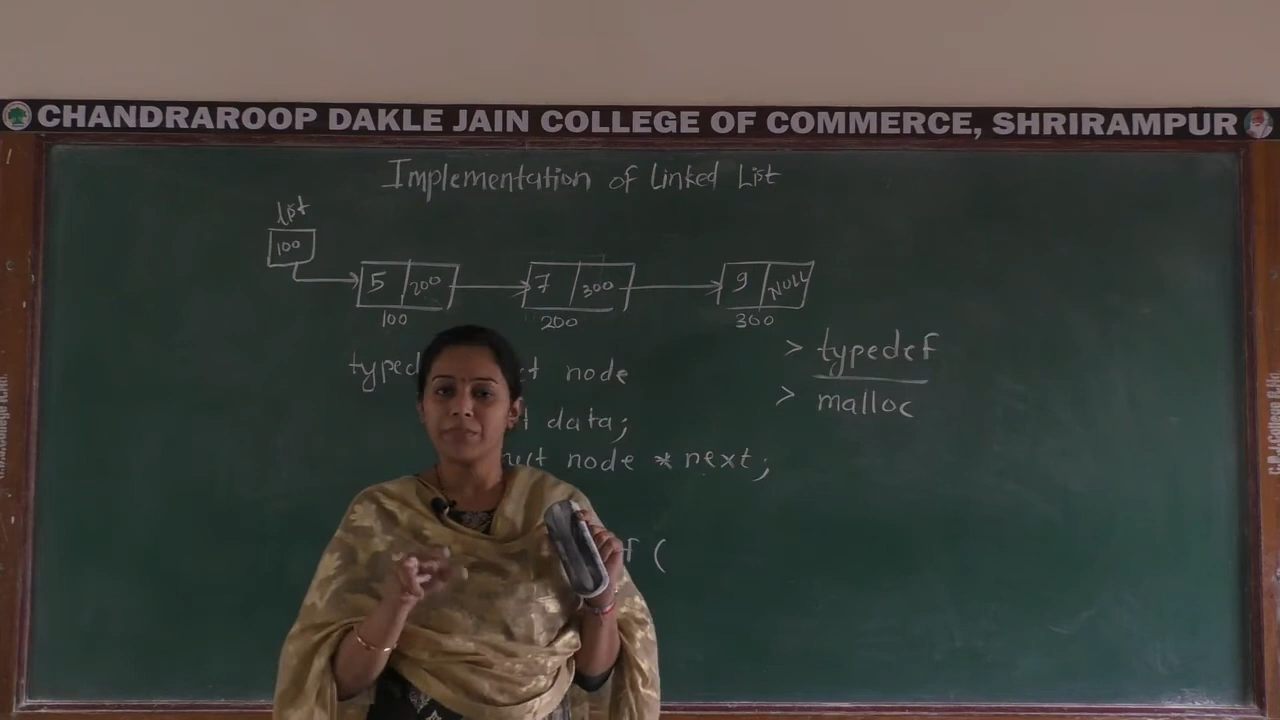 CHANDRAROOP DAKLE JAIN COLLEGE OF COMMERCE, SHRIRAMPUR
Implementation of Linked List
list
100
5 200 7 300 9 NULL
100 200 300
> typedef
> malloc
node
data;
node * next;
f (